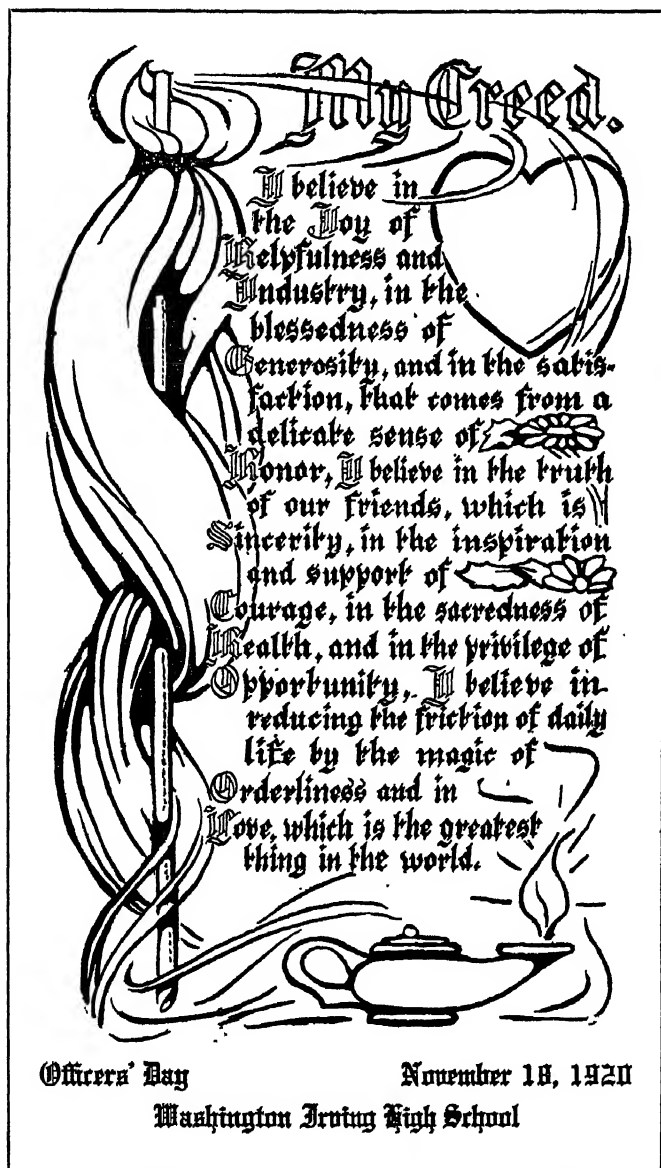 My Creed.
I believe in
the Joy of
Helpfulness and
Industry, in the
blessedness of
Generosity, and in the satis-
faction, that comes from a
delicate sense of
Honor, I believe in the truth
of our friends, which is
Sincerity, in the inspiration
and support of
Courage, in the sacredness of
Health, and in the privilege of
Opportunity, I believe in
reducing the friction of daily
life by the magic of
Orderliness and in
Love, which is the greatest
thing in the world.
Officers' Day
November 18, 1920
Washington Irving High School